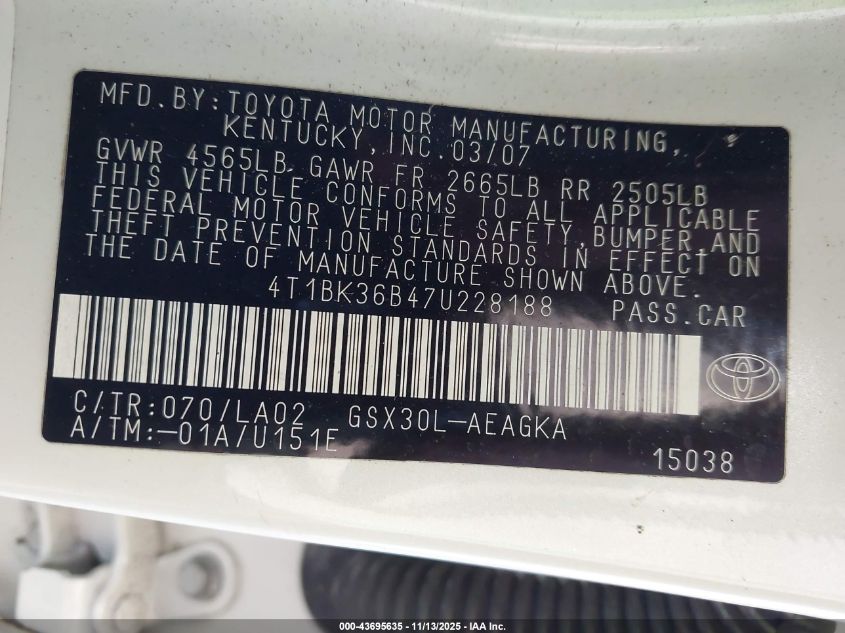 MFD.BY:TOYOTA MOTOR MANUFACTURING,
KENTUCKY,INC.03/07
GVWR 4565LB GAWR FR 2665LB RR 2505LB
THIS VEHICLE CONFORMS TO ALL APPLICABLE
FEDERAL MOTOR VEHICLE SAFETY,BUMPER,AND
THEFT PREVENTION STANDARDS IN EFFECT ON
THE DATE OF MANUFACTURE SHOWN ABOVE.
4T1BK36B47U228188 PASS.CAR
C/TR:070/LA02 GSX30L-AEAGKA
A/TM:-01A/U151E
15038
000-43695635 - 11/13/2025 - IAA Inc.